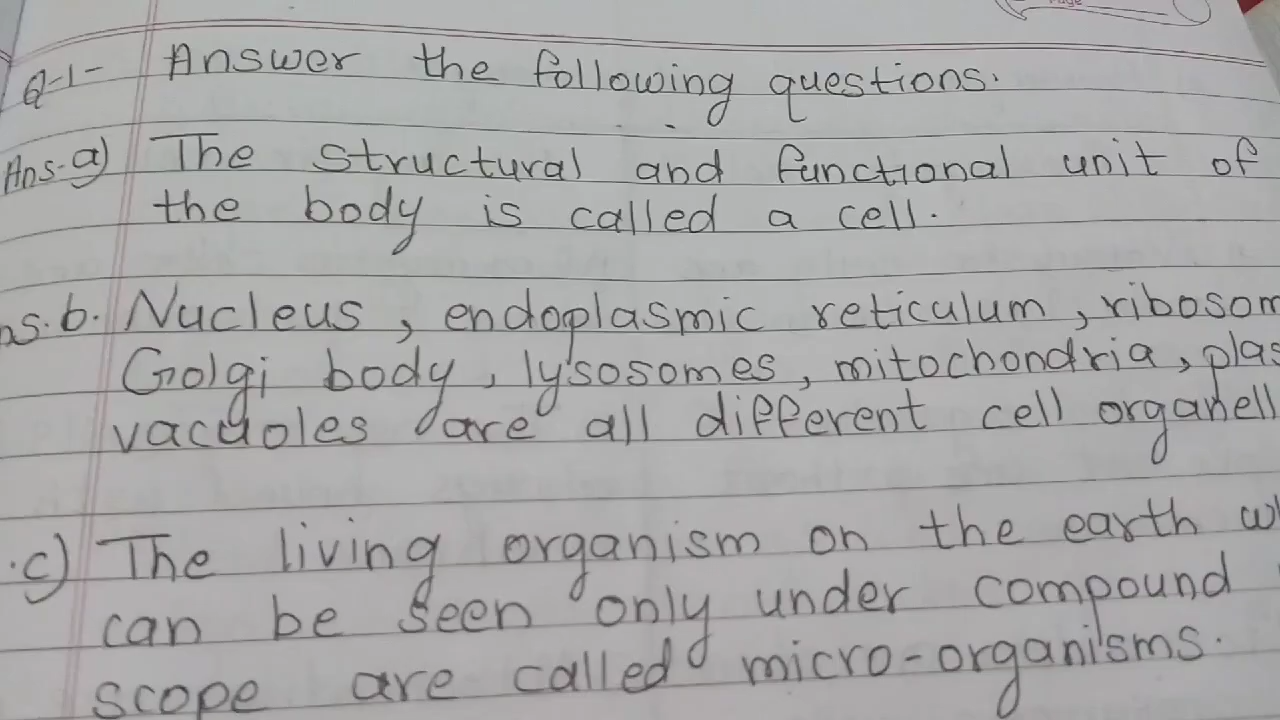 Page
Q-1- Answer the following questions.
Ans. a) The structural and functional unit of
the body is called a cell.
ns. b. Nucleus, endoplasmic reticulum, ribosom
Golgi body, lysosomes, mitochondria, plas
vacuoles are all different cell organell
.c) The living organism on the earth w
can be seen only under compound
scope are called micro-organisms.